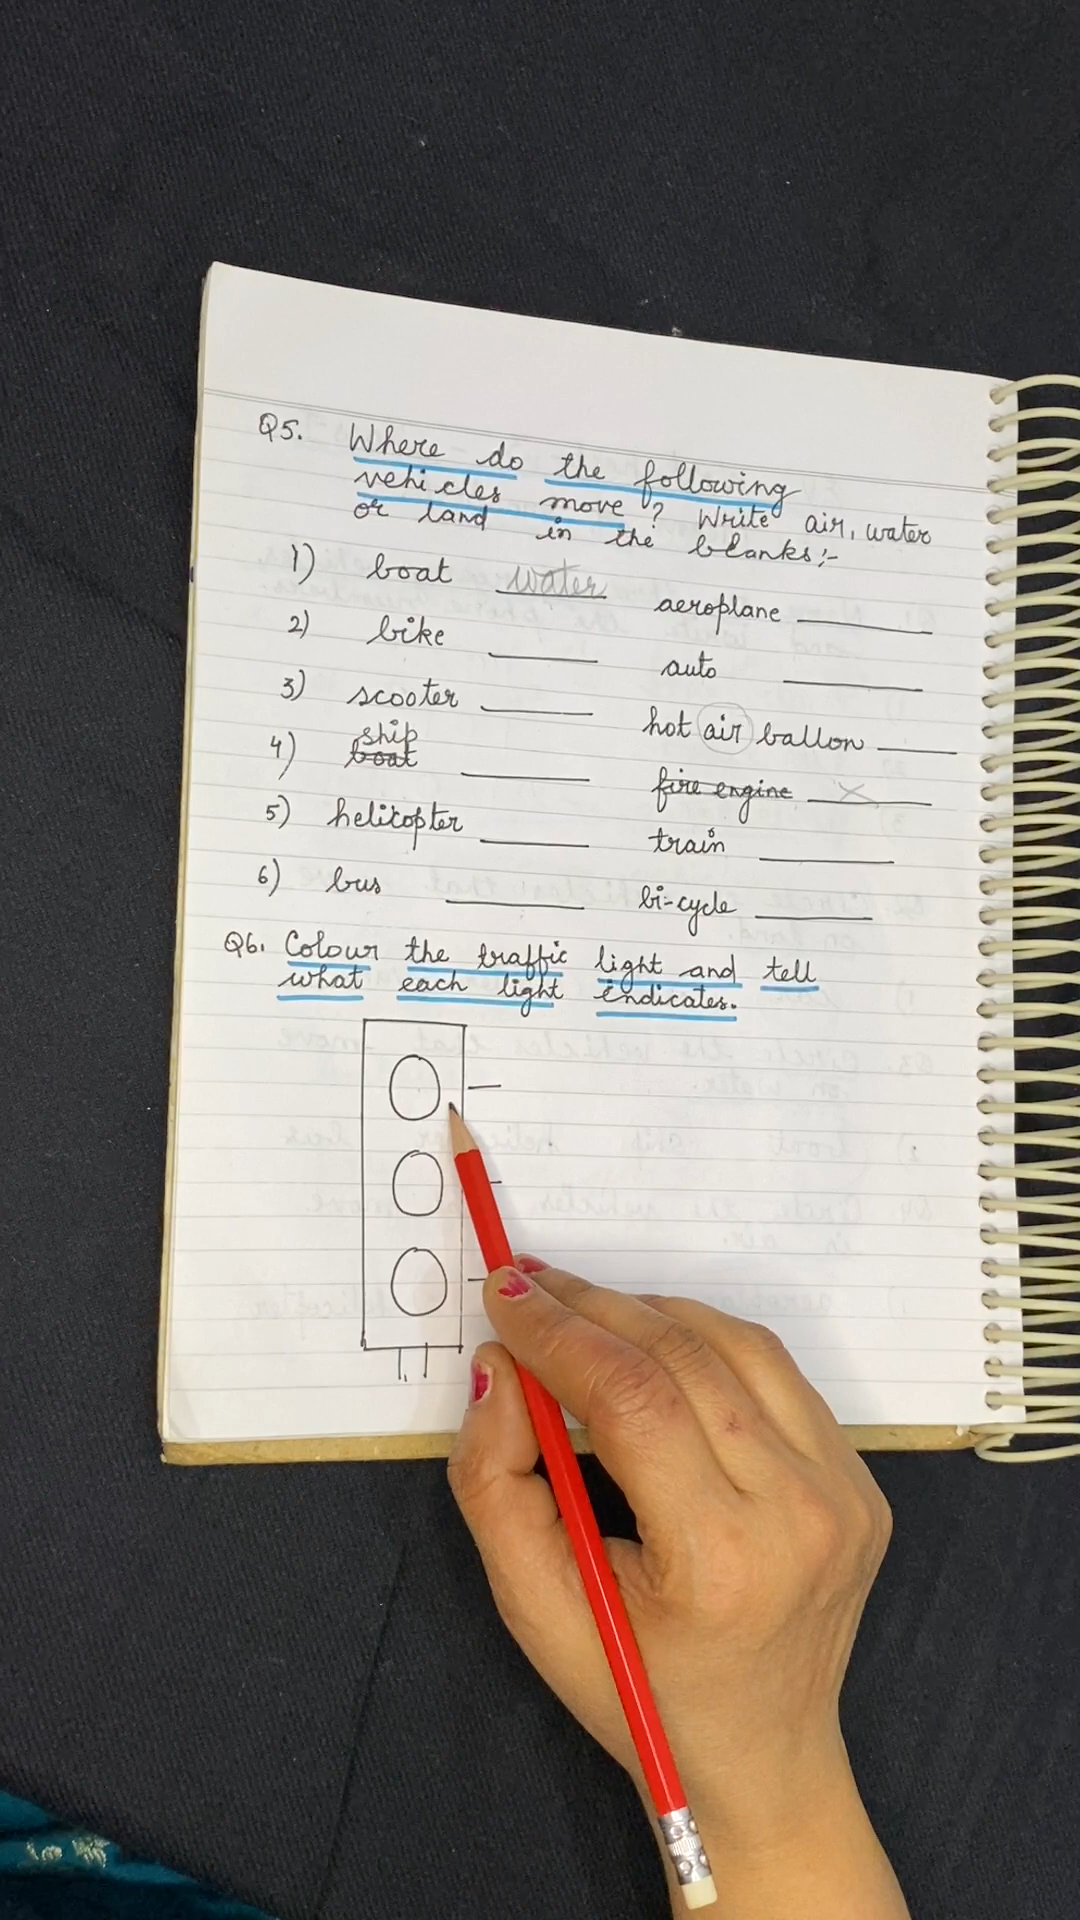 Q5. Where do the following
vehicles move? Write air, water
or land in the blanks:-
1) boat water aeroplane
2) bike auto
3) scooter hot air ballon
4) ship
boat fire engine X
5) helicopter train
6) bus bi-cycle
Q6. Colour the traffic light and tell
what each light indicates.